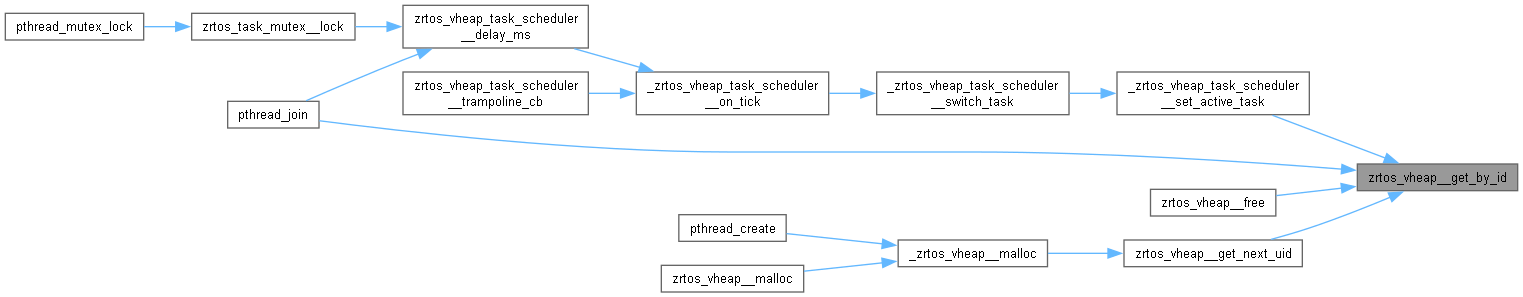 pthread_mutex_lock
zrtos_task_mutex__lock
zrtos_vheap_task_scheduler
__delay_ms
zrtos_vheap_task_scheduler
__trampoline_cb
_zrtos_vheap_task_scheduler
__on_tick
_zrtos_vheap_task_scheduler
__switch_task
_zrtos_vheap_task_scheduler
__set_active_task
pthread_join
zrtos_vheap__get_by_id
zrtos_vheap__free
pthread_create
_zrtos_vheap__malloc
zrtos_vheap__get_next_uid
zrtos_vheap__malloc